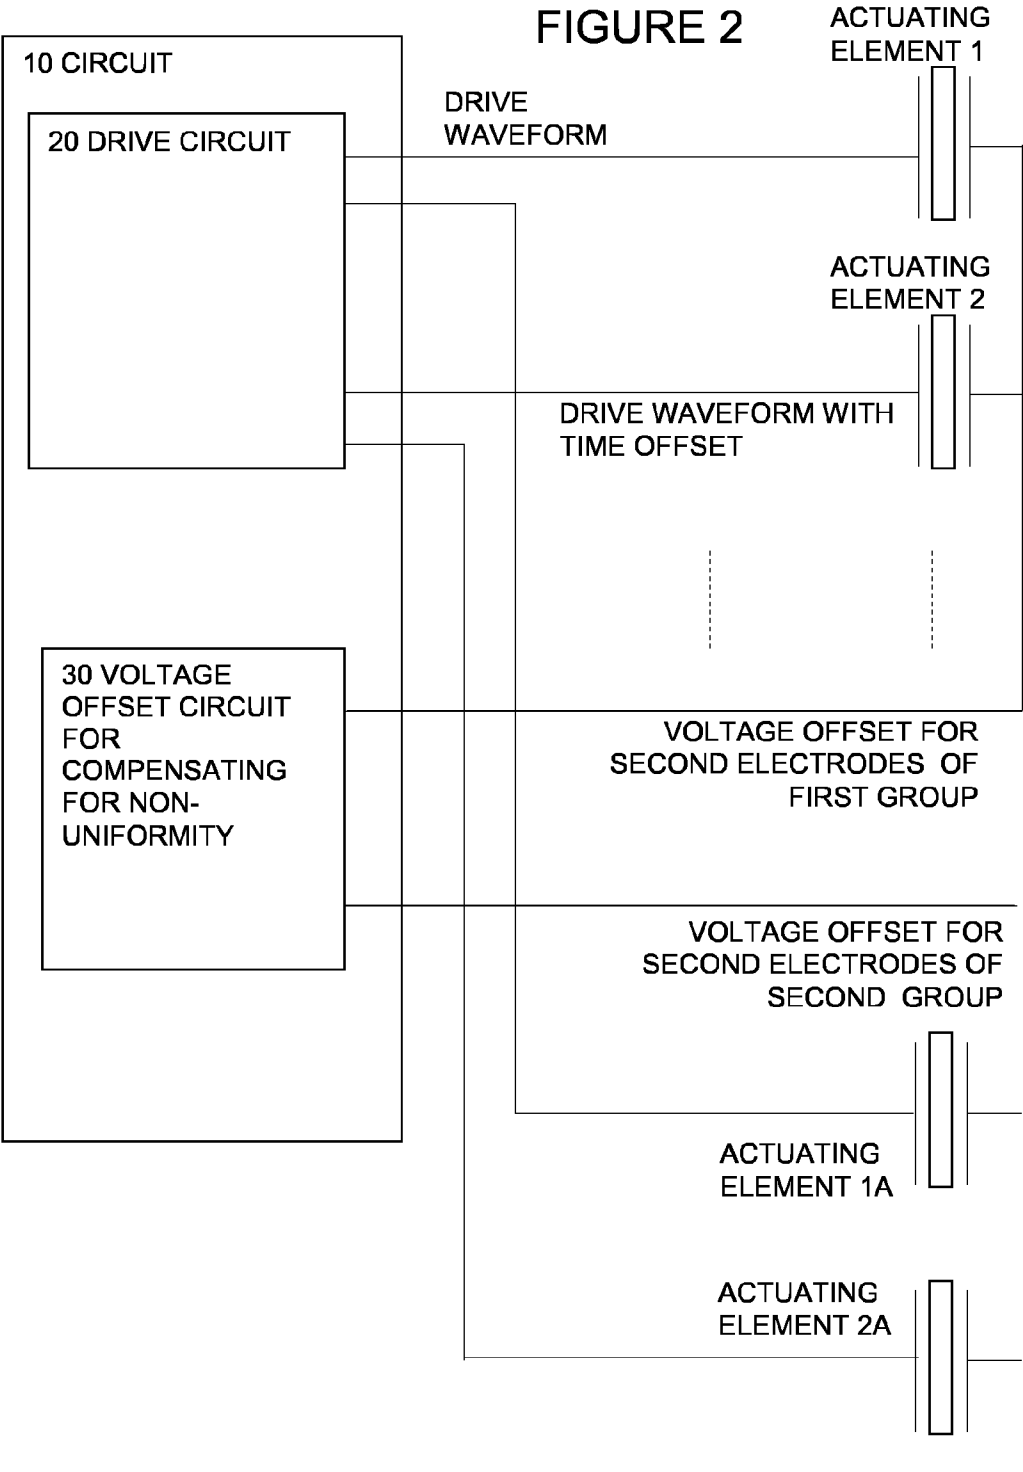 FIGURE 2
ACTUATING
ELEMENT 1
10 CIRCUIT
DRIVE
WAVEFORM
20 DRIVE CIRCUIT
ACTUATING
ELEMENT 2
DRIVE WAVEFORM WITH
TIME OFFSET
30 VOLTAGE
OFFSET CIRCUIT
FOR
COMPENSATING
FOR NON-
UNIFORMITY
VOLTAGE OFFSET FOR
SECOND ELECTRODES OF
FIRST GROUP
VOLTAGE OFFSET FOR
SECOND ELECTRODES OF
SECOND GROUP
ACTUATING
ELEMENT 1A
ACTUATING
ELEMENT 2A